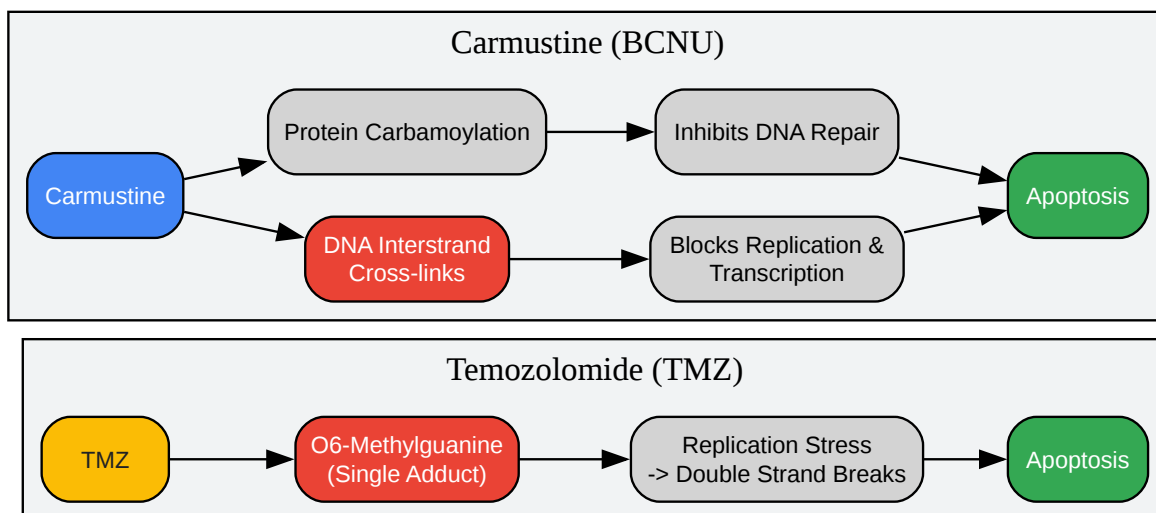 Carmustine (BCNU)
Protein Carbamoylation
Inhibits DNA Repair
Carmustine
Apoptosis
DNA Interstrand
Cross-links
Blocks Replication &
Transcription
Temozolomide (TMZ)
TMZ
O6-Methylguanine
(Single Adduct)
Replication Stress
-> Double Strand Breaks
Apoptosis